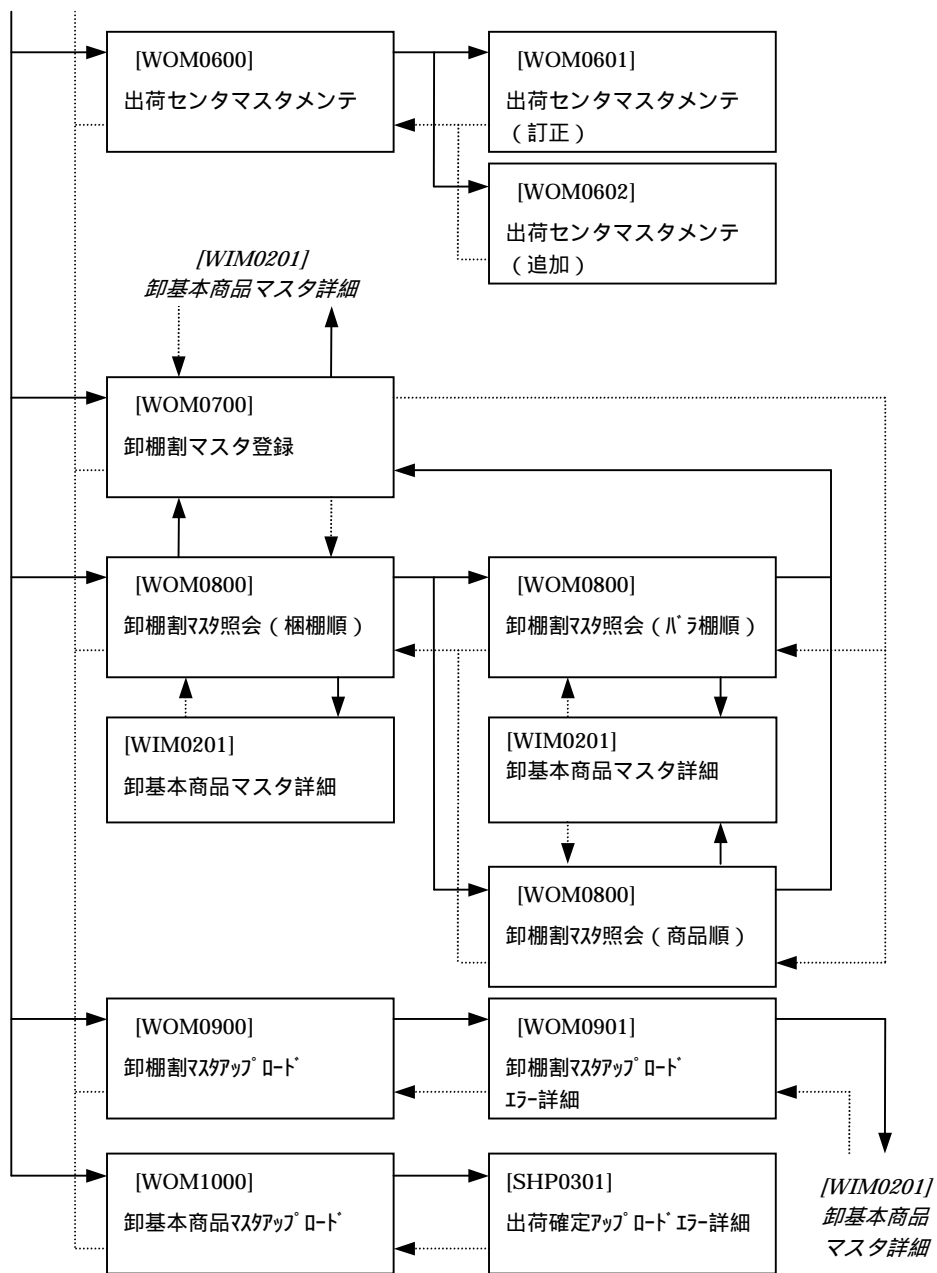 [WOM0600]
出荷センタマスタメンテ
[WOM0601]
出荷センタマスタメンテ
(訂正)
[WOM0602]
出荷センタマスタメンテ
(追加)
[WIM0201]
卸基本商品マスタ詳細
[WOM0700]
卸棚割マスタ登録
[WOM0800]
卸棚割ﾏｽﾀ照会(梱棚順)
[WOM0800]
卸棚割ﾏｽﾀ照会(ﾊﾞﾗ棚順)
[WIM0201]
卸基本商品マスタ詳細
[WIM0201]
卸基本商品マスタ詳細
[WOM0800]
卸棚割ﾏｽﾀ照会(商品順)
[WOM0900]
卸棚割ﾏｽﾀｱｯﾌﾟﾛｰﾄﾞ
[WOM0901]
卸棚割ﾏｽﾀｱｯﾌﾟﾛｰﾄﾞ
ｴﾗｰ詳細
[WOM1000]
卸基本商品ﾏｽﾀｱｯﾌﾟﾛｰﾄﾞ
[SHP0301]
出荷確定ｱｯﾌﾟﾛｰﾄﾞｴﾗｰ詳細
[WIM0201]
卸基本商品
マスタ詳細